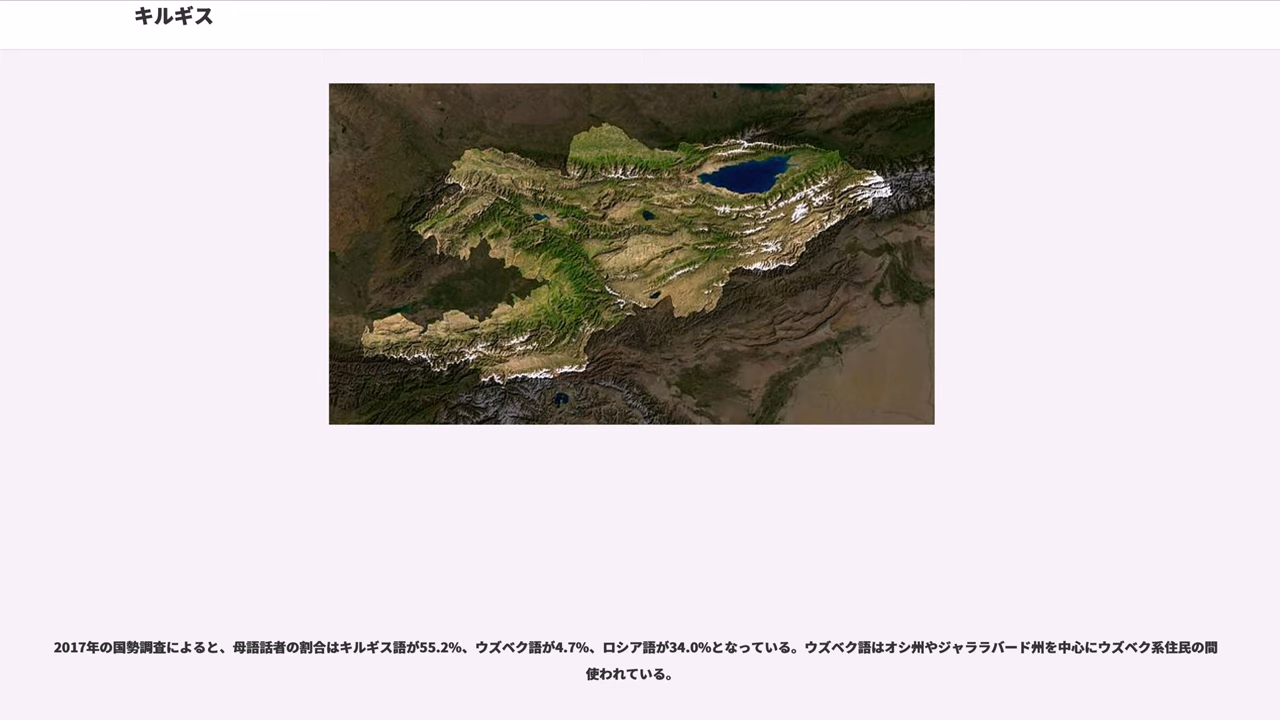 キルギス
2017年の国勢調査によると、母語話者の割合はキルギス語が55.2%、ウズベク語が4.7%、ロシア語が34.0%となっている。ウズベク語はオシ州やジャララバード州を中心にウズベク系住民の間
使われている。